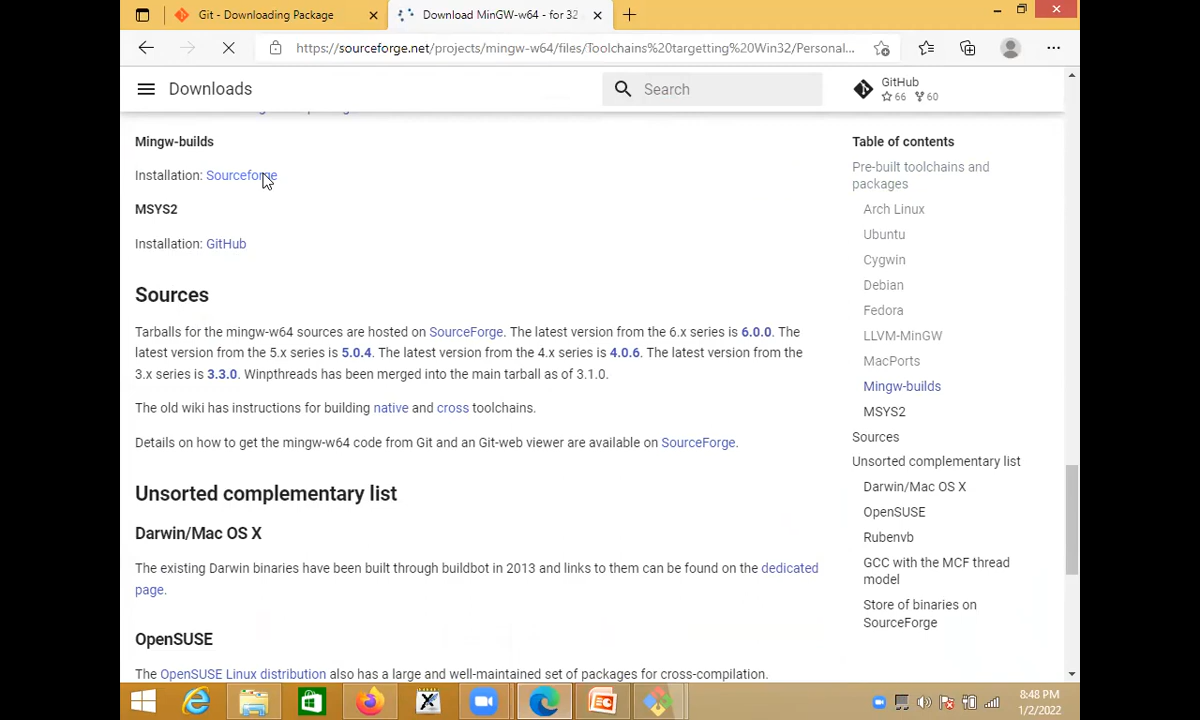 Git - Downloading Package
Download MinGW-w64 - for 32
https://sourceforge.net/projects/mingw-w64/files/Toolchains%20targetting%20Win32/Personal...
Downloads
Search
GitHub
66 60
Mingw-builds
Installation: Sourceforge
MSYS2
Installation: GitHub
Sources
Tarballs for the mingw-w64 sources are hosted on SourceForge. The latest version from the 6.x series is 6.0.0. The
latest version from the 5.x series is 5.0.4. The latest version from the 4.x series is 4.0.6. The latest version from the
3.x series is 3.3.0. Winpthreads has been merged into the main tarball as of 3.1.0.
The old wiki has instructions for building native and cross toolchains.
Details on how to get the mingw-w64 code from Git and an Git-web viewer are available on SourceForge.
Unsorted complementary list
Darwin/Mac OS X
The existing Darwin binaries have been built through buildbot in 2013 and links to them can be found on the dedicated
page.
OpenSUSE
The OpenSUSE Linux distribution also has a large and well-maintained set of packages for cross-compilation.
Table of contents
Pre-built toolchains and
packages
Arch Linux
Ubuntu
Cygwin
Debian
Fedora
LLVM-MinGW
MacPorts
Mingw-builds
MSYS2
Sources
Unsorted complementary list
Darwin/Mac OS X
OpenSUSE
Rubenvb
GCC with the MCF thread
model
Store of binaries on
SourceForge
8:48 PM
1/2/2022